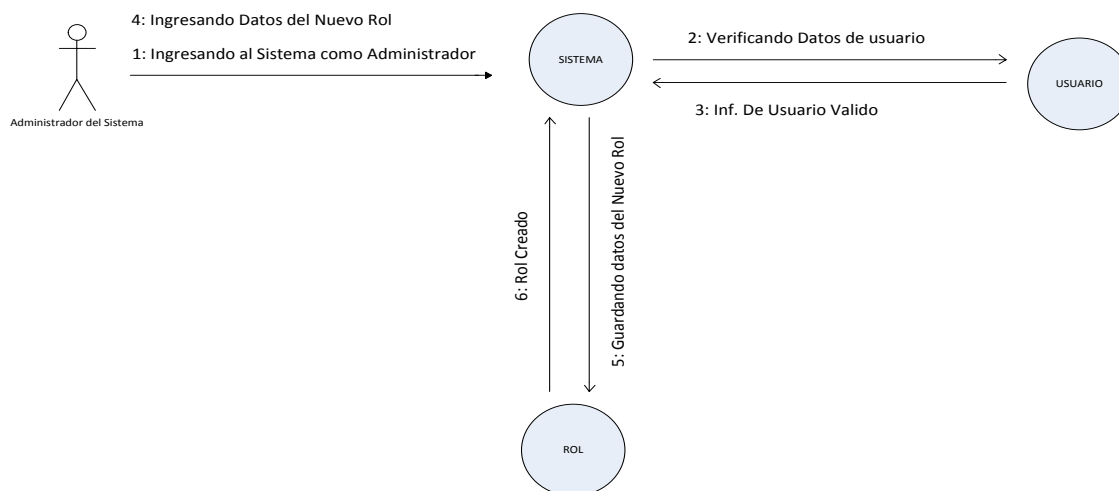 4: Ingresando Datos del Nuevo Rol
1: Ingresando al Sistema como Administrador
Administrador del Sistema
SISTEMA
2: Verificando Datos de usuario
3: Inf. De Usuario Valido
USUARIO
6: Rol Creado
5: Guardando datos del Nuevo Rol
ROL